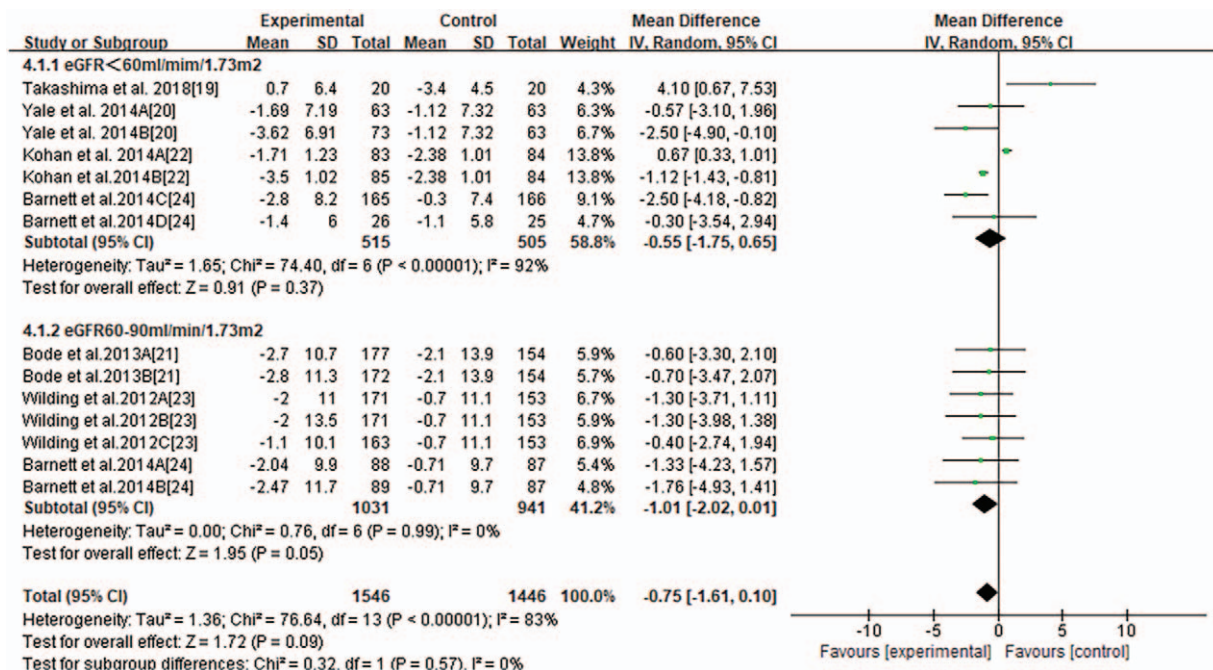 Experimental Control Mean Difference Mean Difference
Study or Subgroup Mean SD Total Mean SD Total Weight IV, Random, 95% CI IV, Random, 95% CI
4.1.1 eGFR＜60ml/mim/1.73m2
Takashima et al. 2018[19] 0.7 6.4 20 -3.4 4.5 20 4.3% 4.10 [0.67, 7.53]
Yale et al. 2014A[20] -1.69 7.19 63 -1.12 7.32 63 6.3% -0.57 [-3.10, 1.96]
Yale et al. 2014B[20] -3.62 6.91 73 -1.12 7.32 63 6.7% -2.50 [-4.90, -0.10]
Kohan et al. 2014A[22] -1.71 1.23 83 -2.38 1.01 84 13.8% 0.67 [0.33, 1.01]
Kohan et al. 2014B[22] -3.5 1.02 85 -2.38 1.01 84 13.8% -1.12 [-1.43, -0.81]
Barnett et al. 2014C[24] -2.8 8.2 165 -0.3 7.4 166 9.1% -2.50 [-4.18, -0.82]
Barnett et al. 2014D[24] -1.4 6 26 -1.1 5.8 25 4.7% -0.30 [-3.54, 2.94]
Subtotal (95% CI) 515 505 58.8% -0.55 [-1.75, 0.65]
Heterogeneity: Tau² = 1.65; Chi² = 74.40, df = 6 (P < 0.00001); I² = 92%
Test for overall effect: Z = 0.91 (P = 0.37)
4.1.2 eGFR60-90ml/min/1.73m2
Bode et al.2013A[21] -2.7 10.7 177 -2.1 13.9 154 5.9% -0.60 [-3.30, 2.10]
Bode et al.2013B[21] -2.8 11.3 172 -2.1 13.9 154 5.7% -0.70 [-3.47, 2.07]
Wilding et al.2012A[23] -2 11 171 -0.7 11.1 153 6.7% -1.30 [-3.71, 1.11]
Wilding et al.2012B[23] -2 13.5 171 -0.7 11.1 153 5.9% -1.30 [-3.98, 1.38]
Wilding et al.2012C[23] -1.1 10.1 163 -0.7 11.1 153 6.9% -0.40 [-2.74, 1.94]
Barnett et al.2014A[24] -2.04 9.9 88 -0.71 9.7 87 5.4% -1.33 [-4.23, 1.57]
Barnett et al.2014B[24] -2.47 11.7 89 -0.71 9.7 87 4.8% -1.76 [-4.93, 1.41]
Subtotal (95% CI) 1031 941 41.2% -1.01 [-2.02, 0.01]
Heterogeneity: Tau² = 0.00; Chi² = 0.76, df = 6 (P = 0.99); I² = 0%
Test for overall effect: Z = 1.95 (P = 0.05)
Total (95% CI) 1546 1446 100.0% -0.75 [-1.61, 0.10]
Heterogeneity: Tau² = 1.36; Chi² = 76.64, df = 13 (P < 0.00001); I² = 83%
Test for overall effect: Z = 1.72 (P = 0.09)
Test for subgroup differences: Chi² = 0.32, df = 1 (P = 0.57), I² = 0%
-10 -5 0 5 10
Favours [experimental] Favours [control]